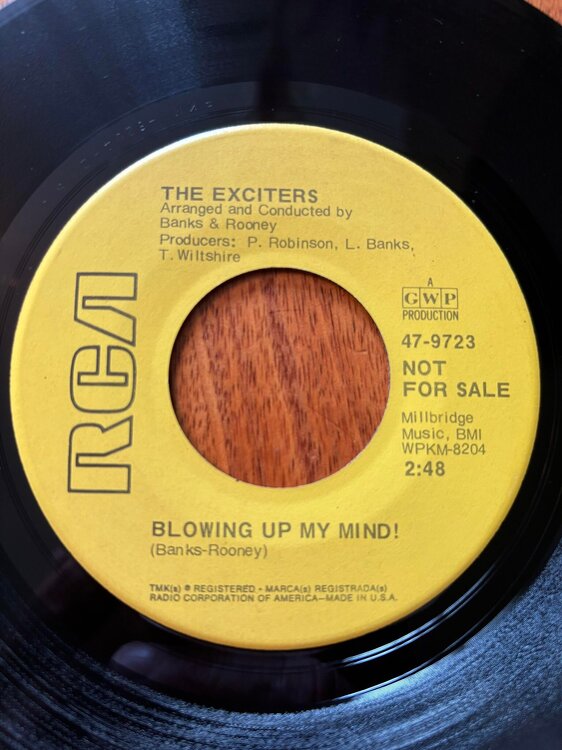 THE EXCITERS
Arranged and Conducted by
Banks & Rooney
Producers: P. Robinson, L. Banks,
T. Wiltshire
RCA
A
GWP
PRODUCTION
47-9723
NOT
FOR SALE
Millbridge
Music, BMI
WPKM-8204
2:48
BLOWING UP MY MIND!
(Banks-Rooney)
TMK(s) ® REGISTERED • MARCA(s) REGISTRADA(s)
RADIO CORPORATION OF AMERICA—MADE IN U.S.A.